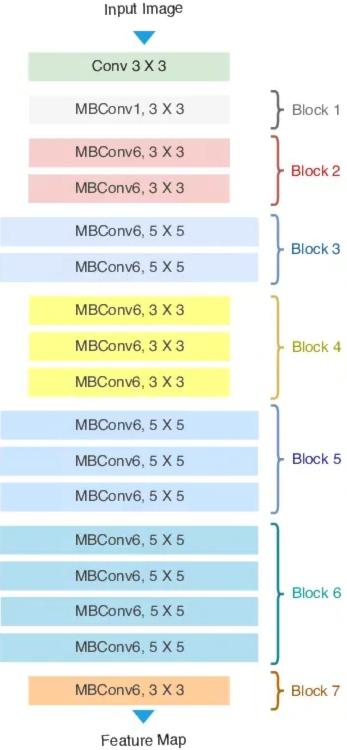 Input Image
Conv 3 X 3
MBConv1, 3 X 3
Block 1
MBConv6, 3 X 3
MBConv6, 3 X 3
Block 2
MBConv6, 5 X 5
MBConv6, 5 X 5
Block 3
MBConv6, 3 X 3
MBConv6, 3 X 3
MBConv6, 3 X 3
Block 4
MBConv6, 5 X 5
MBConv6, 5 X 5
MBConv6, 5 X 5
Block 5
MBConv6, 5 X 5
MBConv6, 5 X 5
MBConv6, 5 X 5
MBConv6, 5 X 5
Block 6
MBConv6, 3 X 3
Block 7
Feature Map